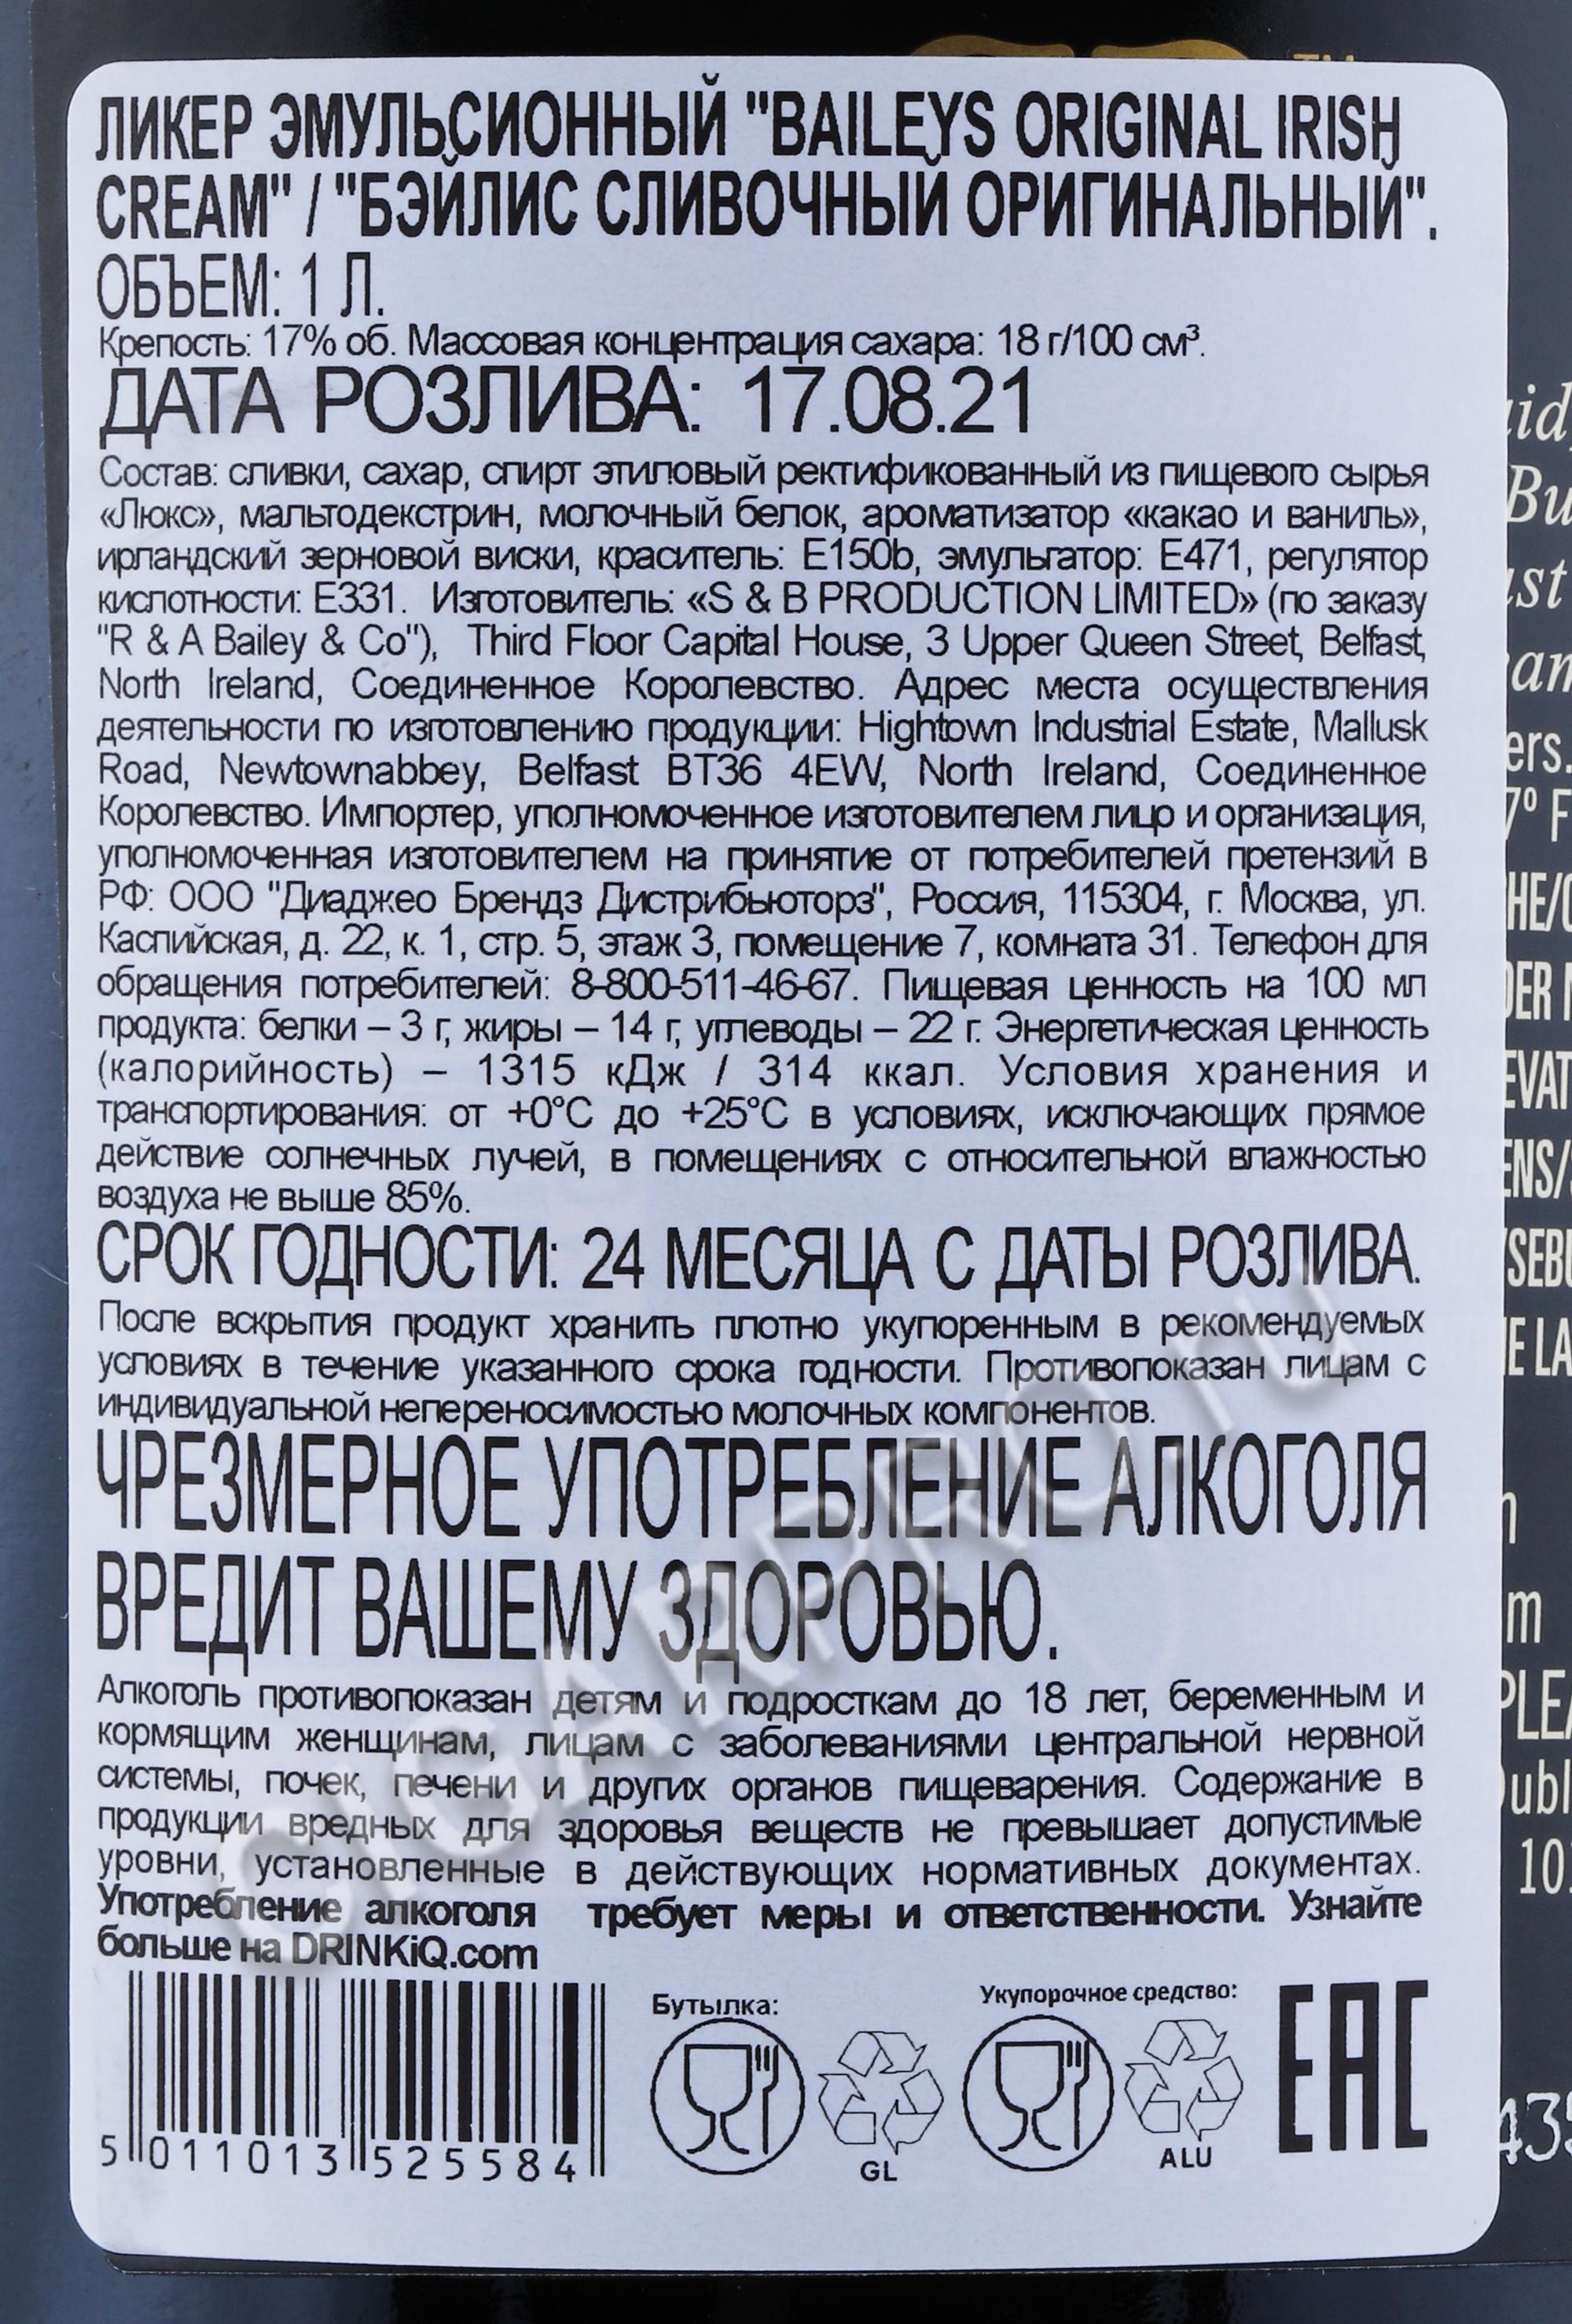 ЛИКЕР ЭМУЛЬСИОННЫЙ "BAILEYS ORIGINAL IRISH
CREAM" / "БЭЙЛИС СЛИВОЧНЫЙ ОРИГИНАЛЬНЫЙ".
ОБЪЕМ: 1 Л.
Крепость: 17% об. Массовая концентрация сахара: 18 г/100 см³.
ДАТА РОЗЛИВА: 17.08.21
Состав: сливки, сахар, спирт этиловый ректификованный из пищевого сырья
«Люкс», мальтодекстрин, молочный белок, ароматизатор «какао и ваниль»,
ирландский зерновой виски, краситель: Е150b, эмульгатор: Е471, регулятор
кислотности: Е331. Изготовитель: «S & B PRODUCTION LIMITED» (по заказу
"R & A Bailey & Co"), Third Floor Capital House, 3 Upper Queen Street, Belfast,
North Ireland, Соединенное Королевство. Адрес места осуществления
деятельности по изготовлению продукции: Hightown Industrial Estate, Mallusk
Road, Newtownabbey, Belfast BT36 4EW, North Ireland, Соединенное
Королевство. Импортер, уполномоченное изготовителем лицо и организация,
уполномоченная изготовителем на принятие от потребителей претензий в
РФ: ООО "Диаджео Брендз Дистрибьюторз", Россия, 115304, г. Москва, ул.
Каспийская, д. 22, к. 1, стр. 5, этаж 3, помещение 7, комната 31. Телефон для
обращения потребителей: 8-800-511-46-67. Пищевая ценность на 100 мл
продукта: белки – 3 г, жиры – 14 г, углеводы – 22 г. Энергетическая ценность
(калорийность) – 1315 кДж / 314 ккал. Условия хранения и
транспортирования: от +0°С до +25°С в условиях, исключающих прямое
действие солнечных лучей, в помещениях с относительной влажностью
воздуха не выше 85%.
СРОК ГОДНОСТИ: 24 МЕСЯЦА С ДАТЫ РОЗЛИВА.
После вскрытия продукт хранить плотно укупоренным в рекомендуемых
условиях в течение указанного срока годности. Противопоказан лицам с
индивидуальной непереносимостью молочных компонентов.
ЧРЕЗМЕРНОЕ УПОТРЕБЛЕНИЕ АЛКОГОЛЯ
ВРЕДИТ ВАШЕМУ ЗДОРОВЬЮ.
Алкоголь противопоказан детям и подросткам до 18 лет, беременным и
кормящим женщинам, лицам с заболеваниями центральной нервной
системы, почек, печени и других органов пищеварения. Содержание в
продукции вредных для здоровья веществ не превышает допустимые
уровни, установленные в действующих нормативных документах.
Употребление алкоголя требует меры и ответственности. Узнайте
больше на DRINKiQ.com
Бутылка:
Укупорочное средство:
GL
ALU
EAC
5 011013 525584
CIGARPRO.ru